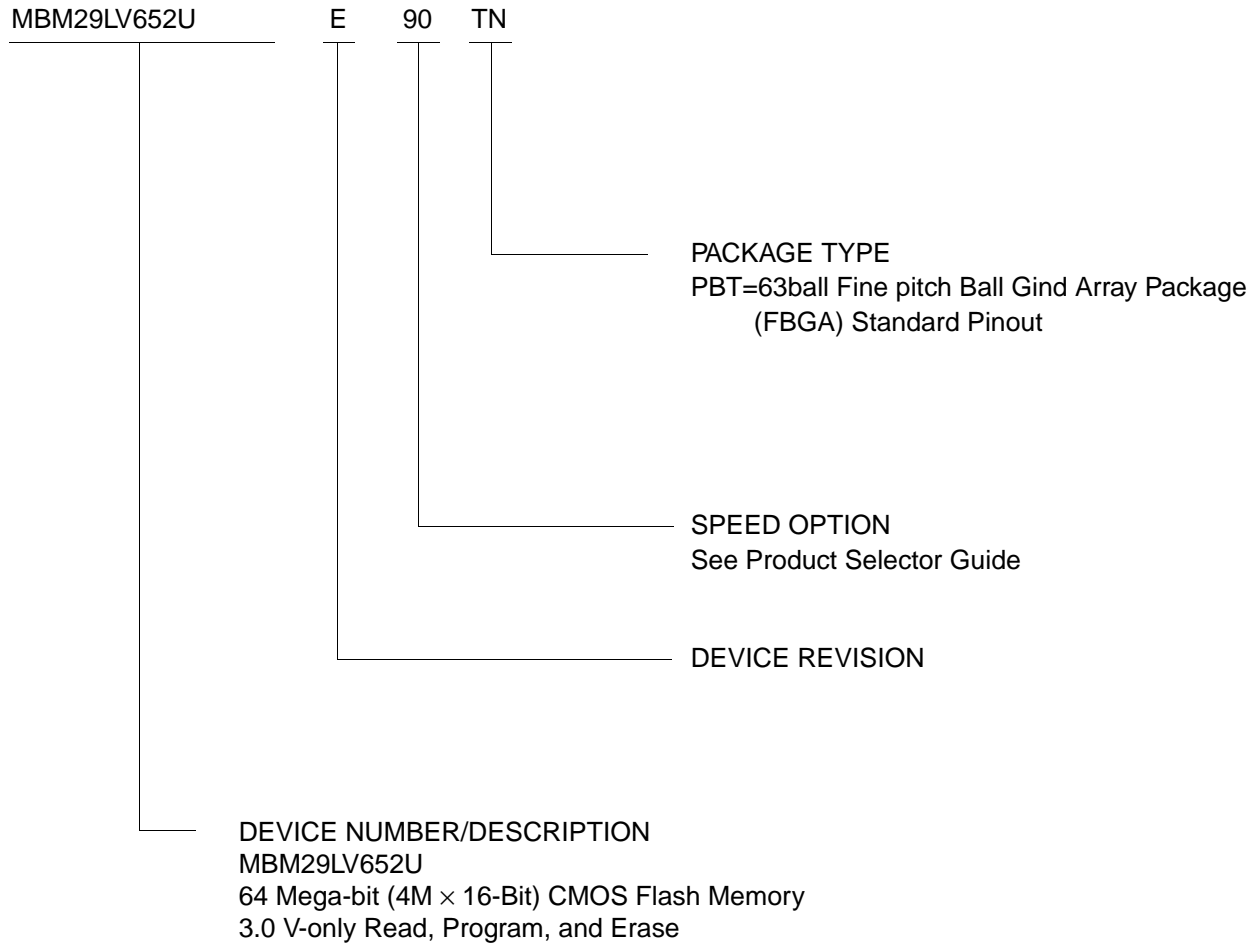 MBM29LV652U E 90 TN
PACKAGE TYPE
PBT=63ball Fine pitch Ball Gind Array Package
(FBGA) Standard Pinout
SPEED OPTION
See Product Selector Guide
DEVICE REVISION
DEVICE NUMBER/DESCRIPTION
MBM29LV652U
64 Mega-bit (4M × 16-Bit) CMOS Flash Memory
3.0 V-only Read, Program, and Erase